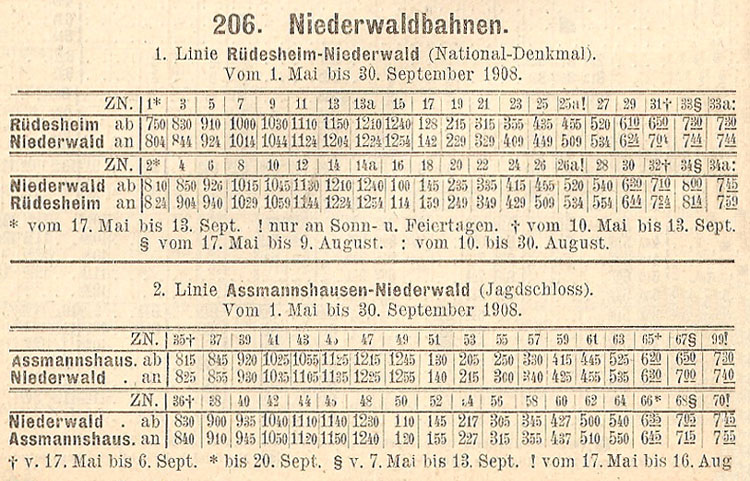 206. Niederwaldbahnen.
1. Linie Rüdesheim-Niederwald (National-Denkmal).
Vom 1. Mai bis 30. September 1908.
ZN. 1* 3 5 7 9 11 13 13a 15 17 19 21 23 25 25a! 27 29 31† 33§ 33a:
Rüdesheim ab 750 830 910 1000 1030 1110 1150 1210 1240 128 215 315 355 435 455 520 610 650 730 730
Niederwald an 804 844 924 1014 1044 1124 1204 1224 1254 142 229 329 409 449 509 534 624 704 744 744
ZN. 2* 4 6 8 10 12 14 14a 16 18 20 22 24 26 26a! 28 30 32† 34§ 34a:
Niederwald ab 810 850 926 1015 1045 1130 1210 1240 100 145 235 335 415 455 520 540 630 710 800 745
Rüdesheim an 824 904 940 1029 1059 1144 1224 1254 114 159 249 349 429 509 534 554 644 724 814 759
* vom 17. Mai bis 13. Sept. ! nur an Sonn- u. Feiertagen. † vom 10. Mai bis 13. Sept.
§ vom 17. Mai bis 9. August. : vom 10. bis 30. August.
2. Linie Assmannshausen-Niederwald (Jagdschloss).
Vom 1. Mai bis 30. September 1908.
ZN. 35† 37 39 41 43 45 47 49 51 53 55 57 59 61 63 65* 67§ 99!
Assmannshaus. ab 815 845 920 1025 1055 1125 1215 1245 130 205 250 330 415 445 525 620 650 730
Niederwald . an 825 855 930 1035 1105 1135 1225 1255 140 215 300 340 425 455 535 630 700 740
ZN. 36† 38 40 42 44 46 48 50 52 54 56 58 60 62 64 66* 68§ 70!
Niederwald . ab 830 900 935 1040 1110 1140 1230 110 145 217 305 345 427 500 540 635 705 745
Assmannshaus. an 840 910 945 1050 1120 1150 1240 120 155 227 315 355 437 510 550 645 715 755
† v. 17. Mai bis 6. Sept. * bis 20. Sept. § v. 7. Mai bis 13. Sept. ! vom 17. Mai bis 16. Aug